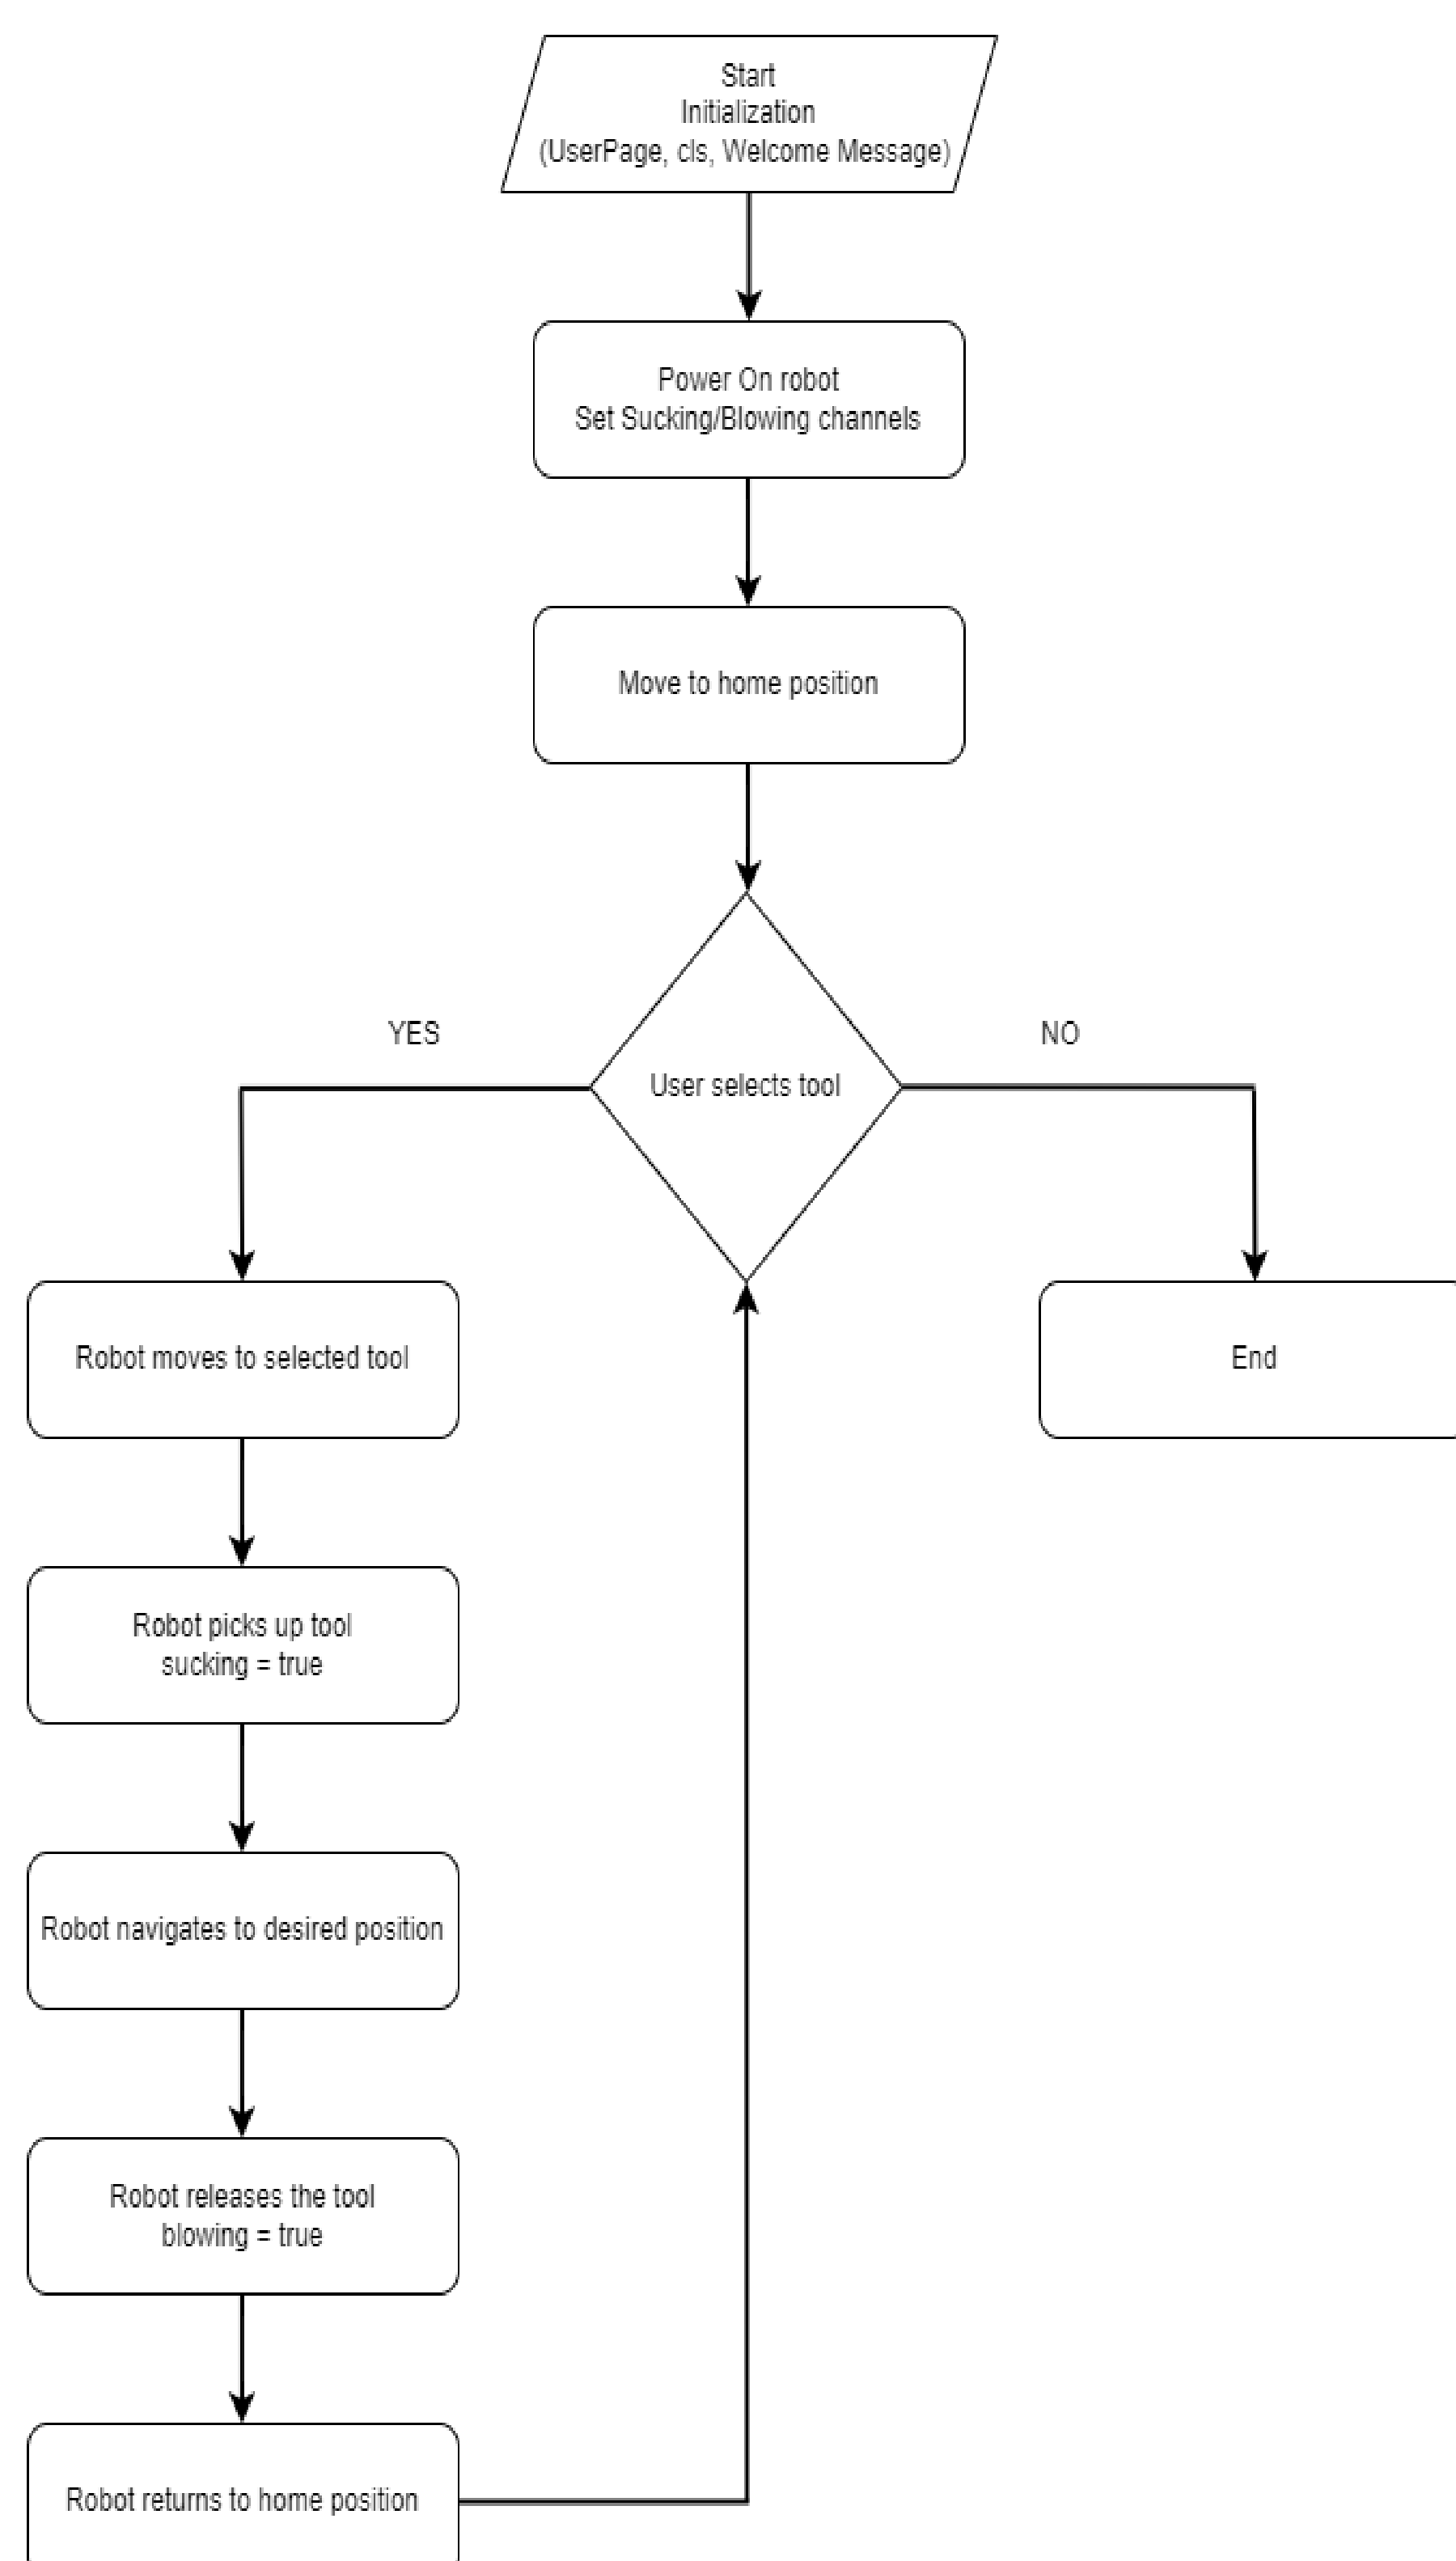 Start
Initialization
(UserPage, cls, Welcome Message)
Power On robot
Set Sucking/Blowing channels
Move to home position
YES
NO
User selects tool
Robot moves to selected tool
End
Robot picks up tool
sucking = true
Robot navigates to desired position
Robot releases the tool
blowing = true
Robot returns to home position